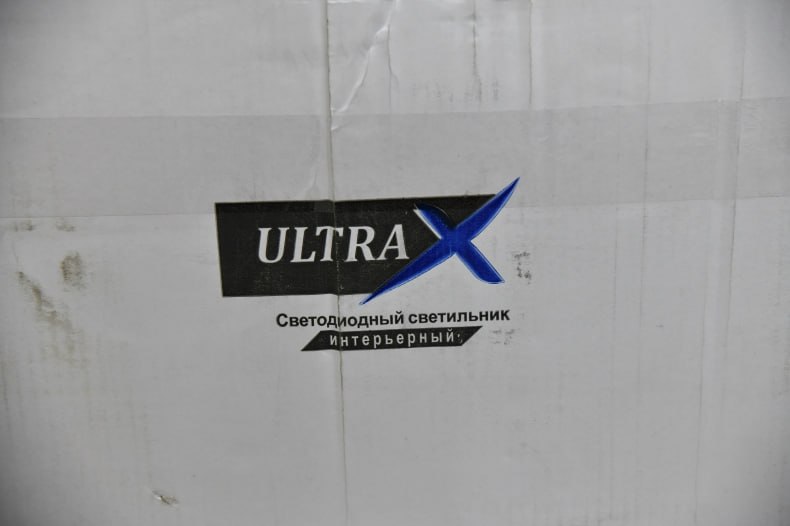 ULTRA X
Светодиодный светильник
интерьерный